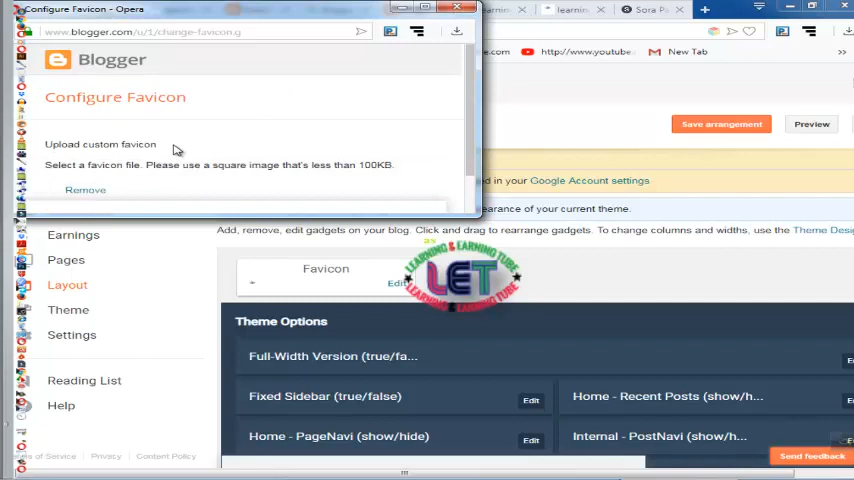 Configure Favicon - Opera
learning
Sora P
www.blogger.com/u/1/change-favicon.g
.com
http://www.youtube.
New Tab
Blogger
Configure Favicon
Save arrangement
Preview
Upload custom favicon
Select a favicon file. Please use a square image that's less than 100KB.
d in your Google Account settings
Remove
earance of your current theme.
Add, remove, edit gadgets on your blog. Click and drag to rearrange gadgets. To change columns and widths, use the Theme Desi
Earnings
Pages
Layout
Theme
Settings
Reading List
Help
Favicon
Edit
LEARNING & EARNING TUBE
LET
LEARNING & EARNING TUBE
Theme Options
Full-Width Version (true/fa...
Edit
Fixed Sidebar (true/false)
Edit
Home - Recent Posts (show/h...
Home - PageNavi (show/hide)
Edit
Internal - PostNavi (show/h...
Send feedback
Terms of Service
Privacy
Content Policy